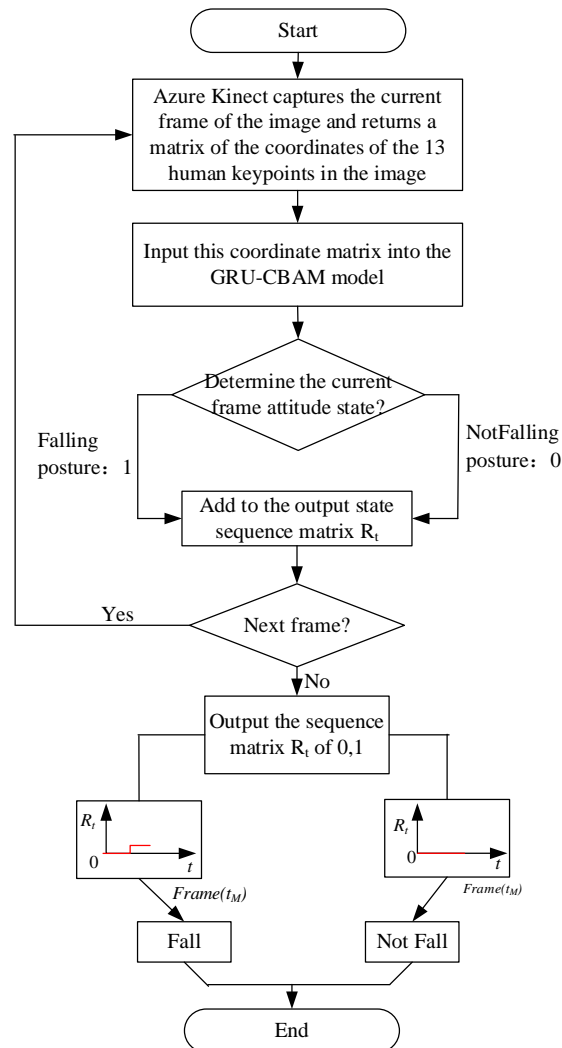 Start
Azure Kinect captures the current
frame of the image and returns a
matrix of the coordinates of the 13
human keypoints in the image
Input this coordinate matrix into the
GRU-CBAM model
Determine the current
frame attitude state?
Falling
posture：1
NotFalling
posture：0
Add to the output state
sequence matrix Rₜ
Next frame?
Yes
No
Output the sequence
matrix Rₜ of 0,1
Rₜ
0
t
Rₜ
0
t
Frame(t_M)
Frame(t_M)
Fall
Not Fall
End